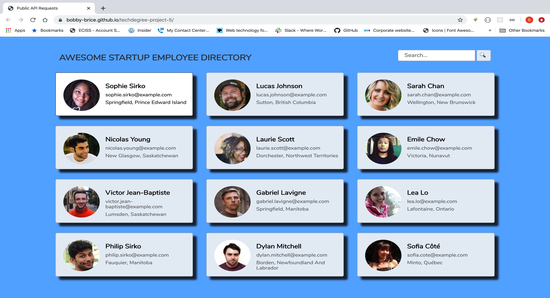 Public API Requests
bobby-brice.github.io/techdegree-project-5/
Apps
Bookmarks
EOSS - Account S...
Insider
My Contact Center...
Web technology fo...
Slack - Where Wor...
GitHub
Corporate website...
Icons | Font Aweso...
Other Bookmarks
AWESOME STARTUP EMPLOYEE DIRECTORY
Search...
Sophie Sirko
sophie.sirko@example.com
Springfield, Prince Edward Island
Lucas Johnson
lucas.johnson@example.com
Sutton, British Columbia
Sarah Chan
sarah.chan@example.com
Wellington, New Brunswick
Nicolas Young
nicolas.young@example.com
New Glasgow, Saskatchewan
Laurie Scott
laurie.scott@example.com
Dorchester, Northwest Territories
Emile Chow
emile.chow@example.com
Victoria, Nunavut
Victor Jean-Baptiste
victor.jean-
baptiste@example.com
Lumsden, Saskatchewan
Gabriel Lavigne
gabriel.lavigne@example.com
Springfield, Manitoba
Lea Lo
lea.lo@example.com
Lafontaine, Ontario
Philip Sirko
philip.sirko@example.com
Fauquier, Manitoba
Dylan Mitchell
dylan.mitchell@example.com
Borden, Newfoundland And
Labrador
Sofia Côté
sofia.cote@example.com
Minto, Québec